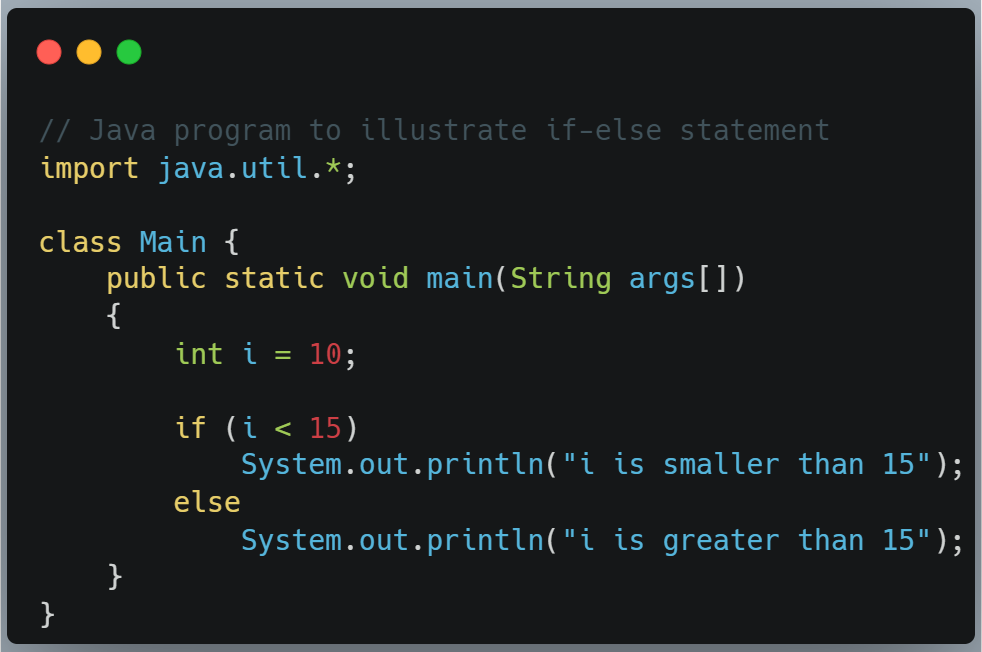 // Java program to illustrate if-else statement
import java.util.*;
class Main {
    public static void main(String args[])
    {
        int i = 10;
        if (i < 15)
            System.out.println("i is smaller than 15");
        else
            System.out.println("i is greater than 15");
    }
}